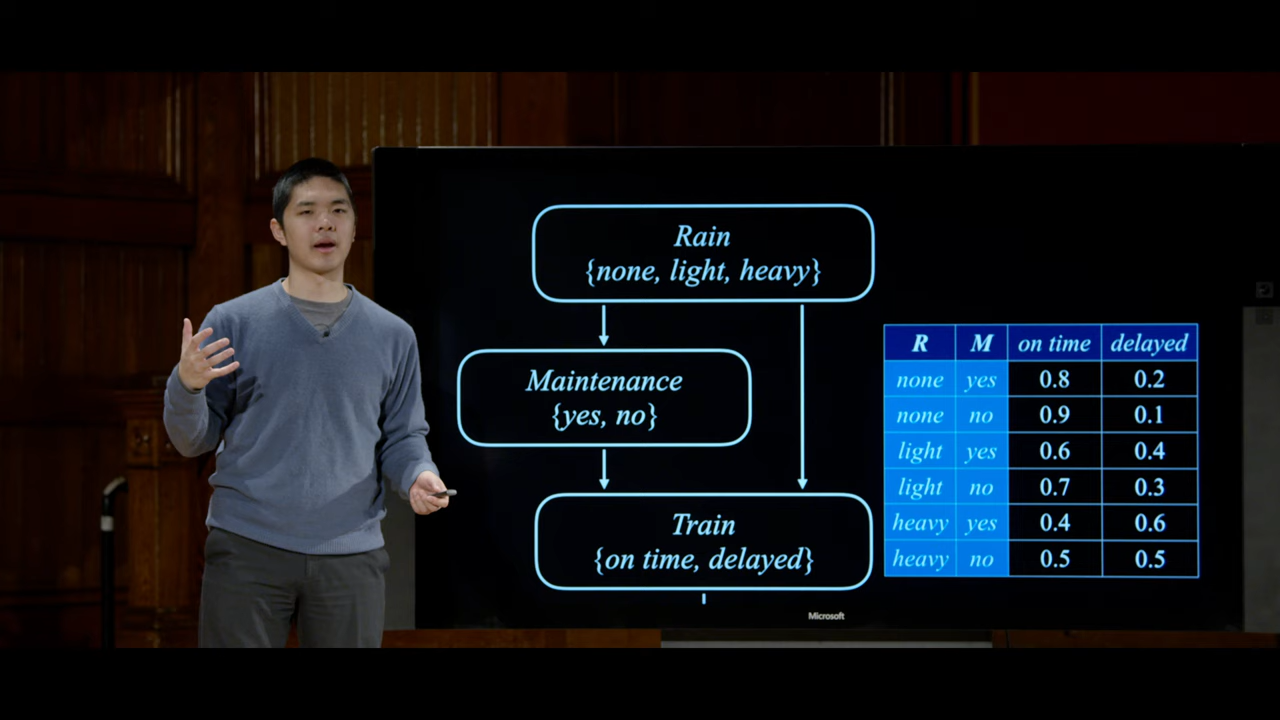 Rain
{none, light, heavy}
Maintenance
{yes, no}
Train
{on time, delayed}
R M on time delayed
none yes 0.8 0.2
none no 0.9 0.1
light yes 0.6 0.4
light no 0.7 0.3
heavy yes 0.4 0.6
heavy no 0.5 0.5
Microsoft